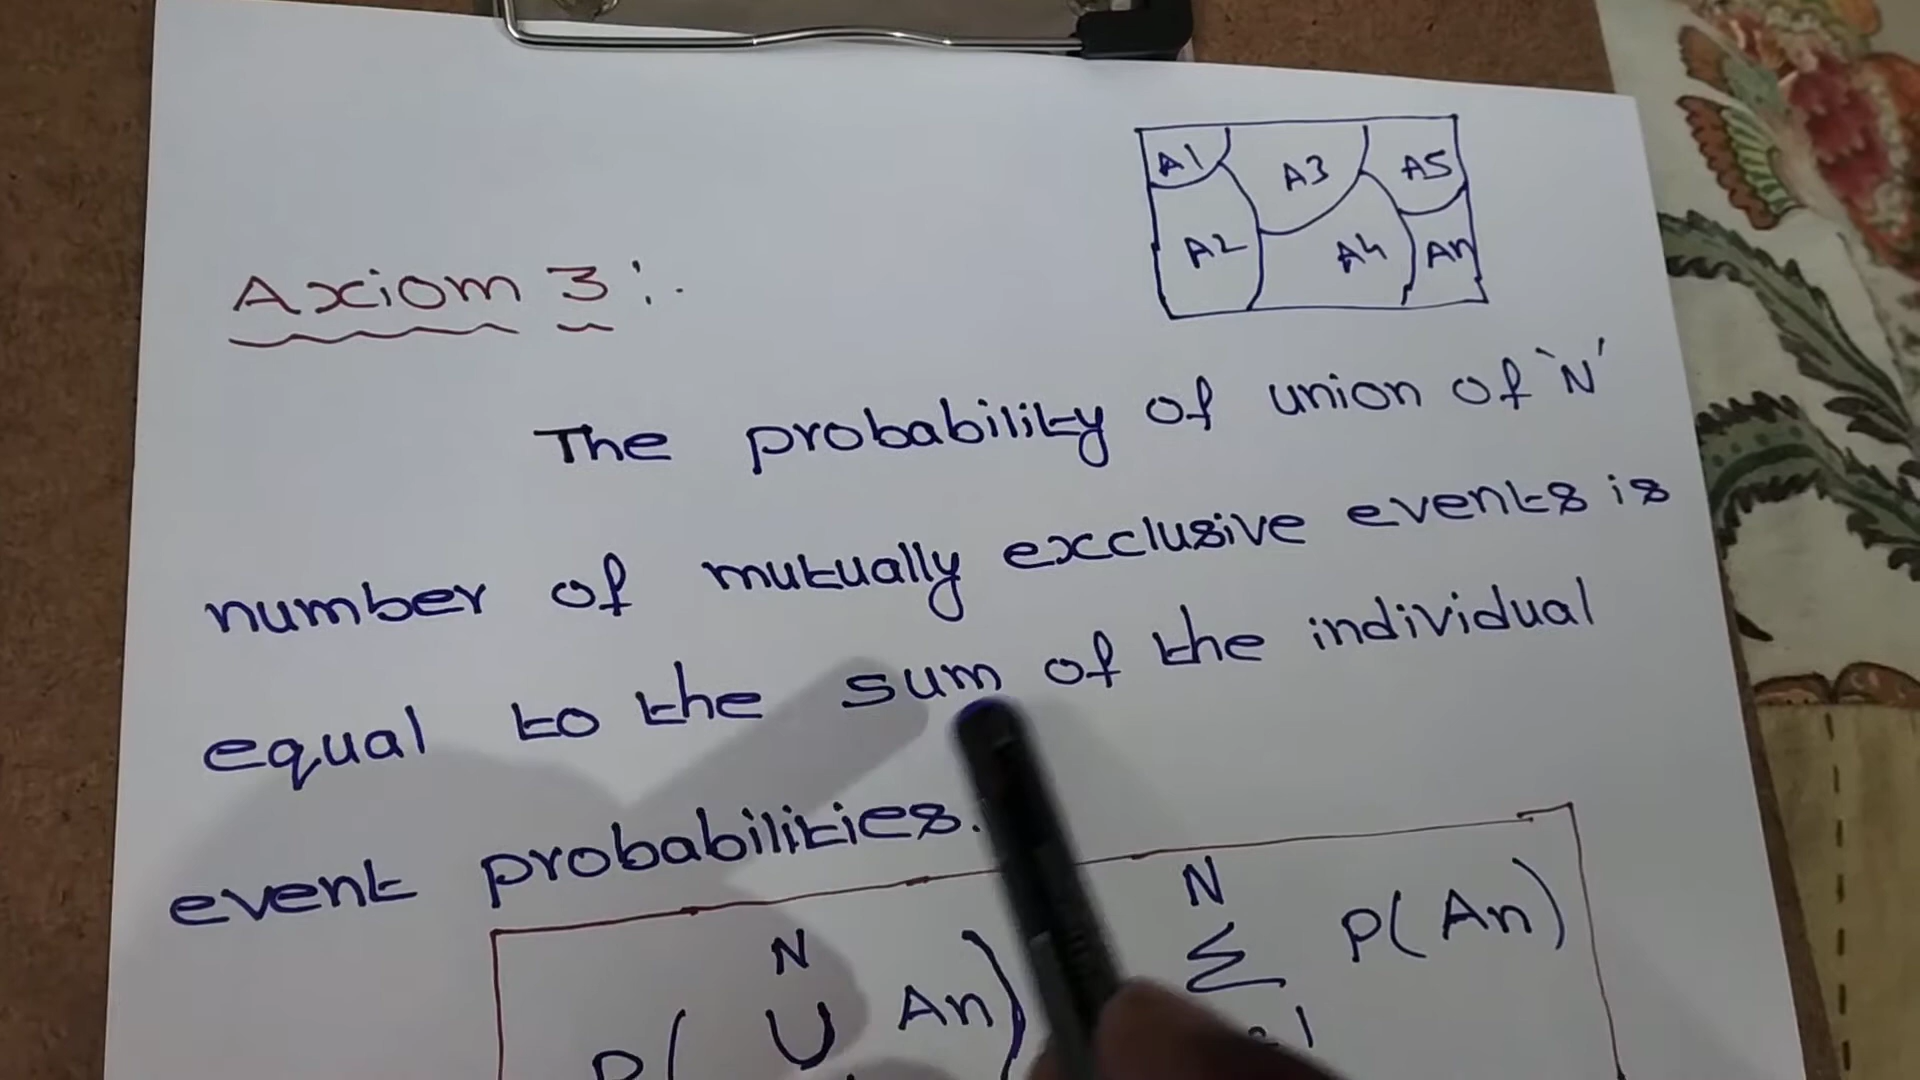 A1 A3 A5
A2 A4 An
Axiom 3:.
The probability of union of `N'
number of mutually exclusive events is
equal to the sum of the individual
event probabilities.
N N
P( U An) Σ P(An)
1